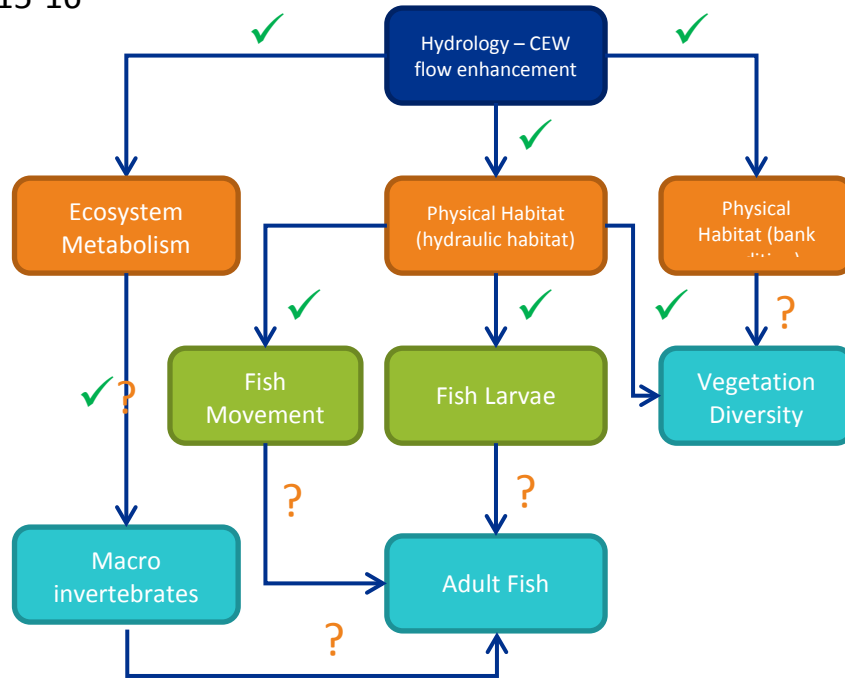 Hydrology – CEW
flow enhancement
Ecosystem
Metabolism
Physical Habitat
(hydraulic habitat)
Physical
Habitat (bank
?
Fish
Movement
Fish Larvae
Vegetation
Diversity
?
?
?
Macro
invertebrates
Adult Fish
?